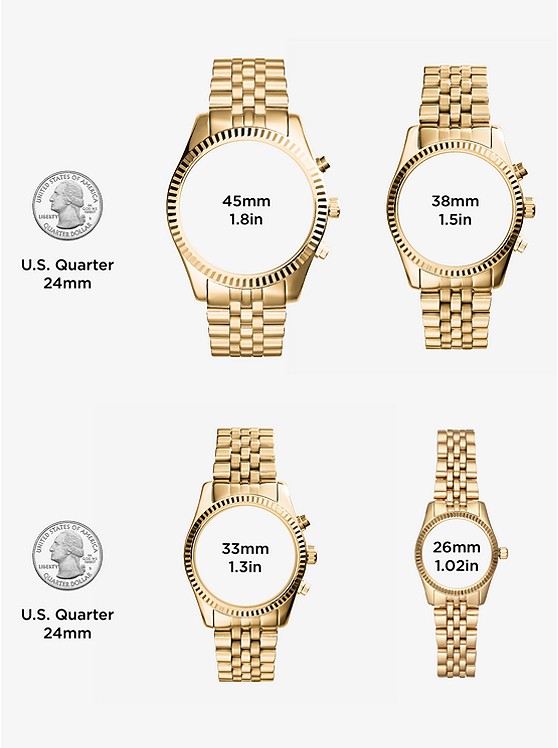 45mm
1.8in
38mm
1.5in
UNITED STATES OF AMERICA
LIBERTY
QUARTER DOLLAR
U.S. Quarter
24mm
33mm
1.3in
26mm
1.02in
UNITED STATES OF AMERICA
LIBERTY
QUARTER DOLLAR
U.S. Quarter
24mm